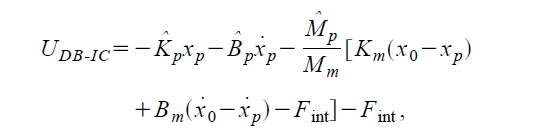 U_{DB-IC} = -\hat{K}_p x_p - \hat{B}_p \dot{x}_p - \frac{\hat{M}_p}{M_m} [K_m (x_0 - x_p)
+ B_m (\dot{x}_0 - \dot{x}_p) - F_{int}] - F_{int},